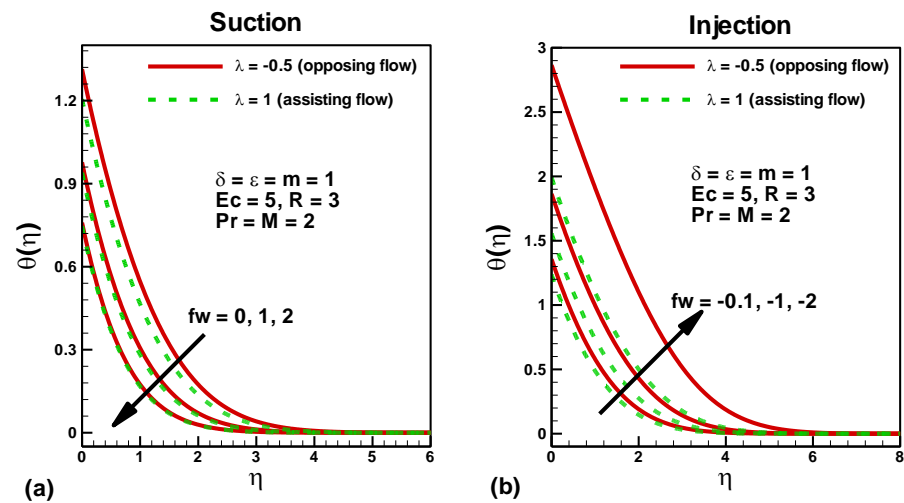 Suction
λ = -0.5 (opposing flow)
λ = 1 (assisting flow)
δ = ε = m = 1
Ec = 5, R = 3
Pr = M = 2
fw = 0, 1, 2
θ(η)
1.2
0.9
0.6
0.3
0
0 1 2 3 4 5 6
η
(a)
Injection
λ = -0.5 (opposing flow)
λ = 1 (assisting flow)
δ = ε = m = 1
Ec = 5, R = 3
Pr = M = 2
fw = -0.1, -1, -2
θ(η)
3
2.5
2
1.5
1
0.5
0
0 2 4 6 8
η
(b)